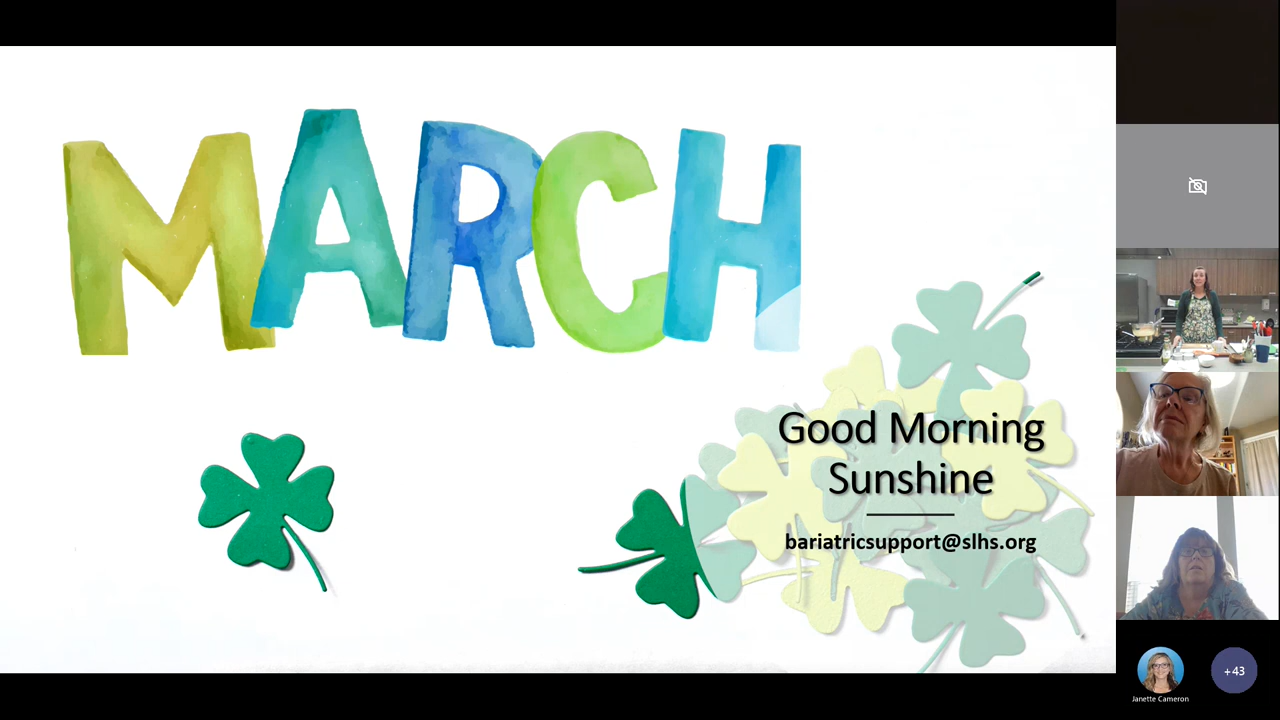 MARCH
Good Morning
Sunshine
bariatricsupport@slhs.org
Janette Cameron
+43